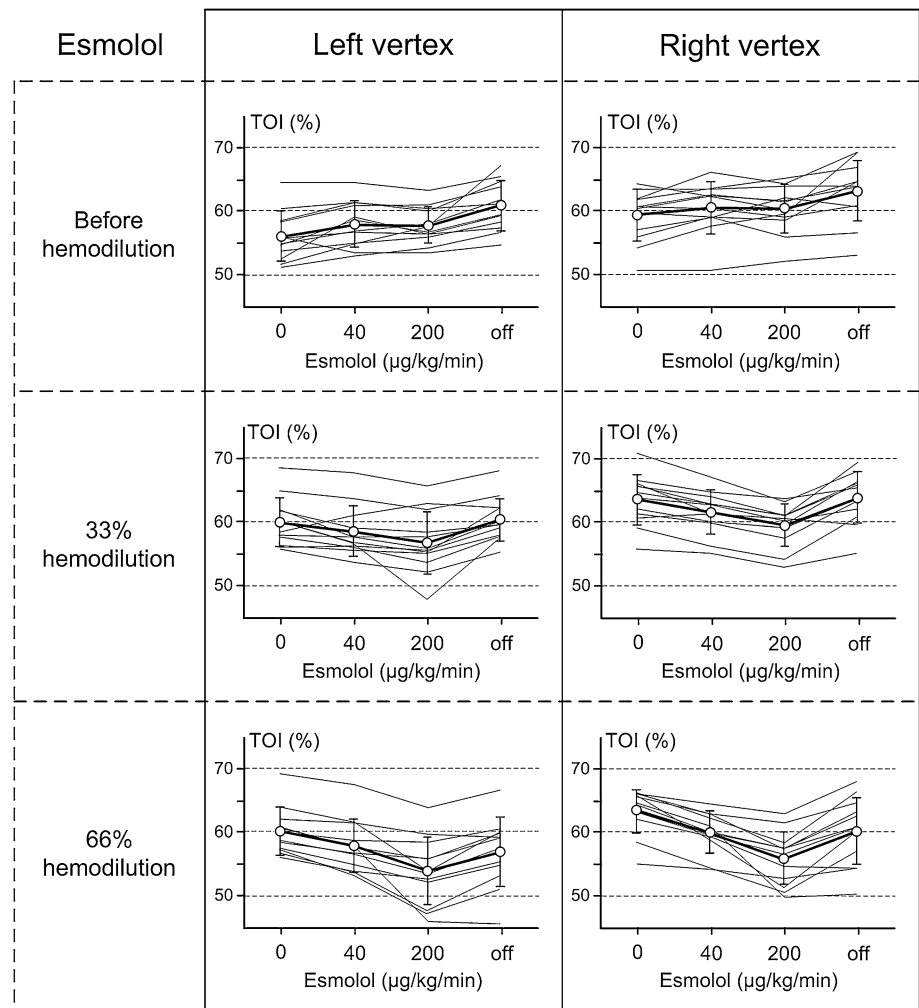 Esmolol
Left vertex
Right vertex
Before
hemodilution
TOI (%)
70
60
50
0 40 200 off
Esmolol (µg/kg/min)
TOI (%)
70
60
50
0 40 200 off
Esmolol (µg/kg/min)
33%
hemodilution
TOI (%)
70
60
50
0 40 200 off
Esmolol (µg/kg/min)
TOI (%)
70
60
50
0 40 200 off
Esmolol (µg/kg/min)
66%
hemodilution
TOI (%)
70
60
50
0 40 200 off
Esmolol (µg/kg/min)
TOI (%)
70
60
50
0 40 200 off
Esmolol (µg/kg/min)